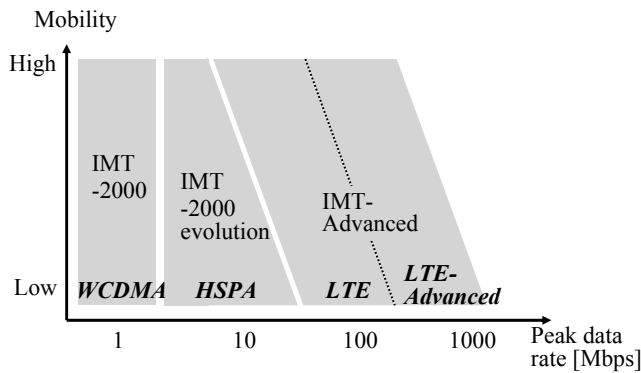 Mobility
High
IMT
-2000
IMT
-2000
evolution
IMT-
Advanced
Low
WCDMA
HSPA
LTE
LTE-
Advanced
1
10
100
1000
Peak data
rate [Mbps]